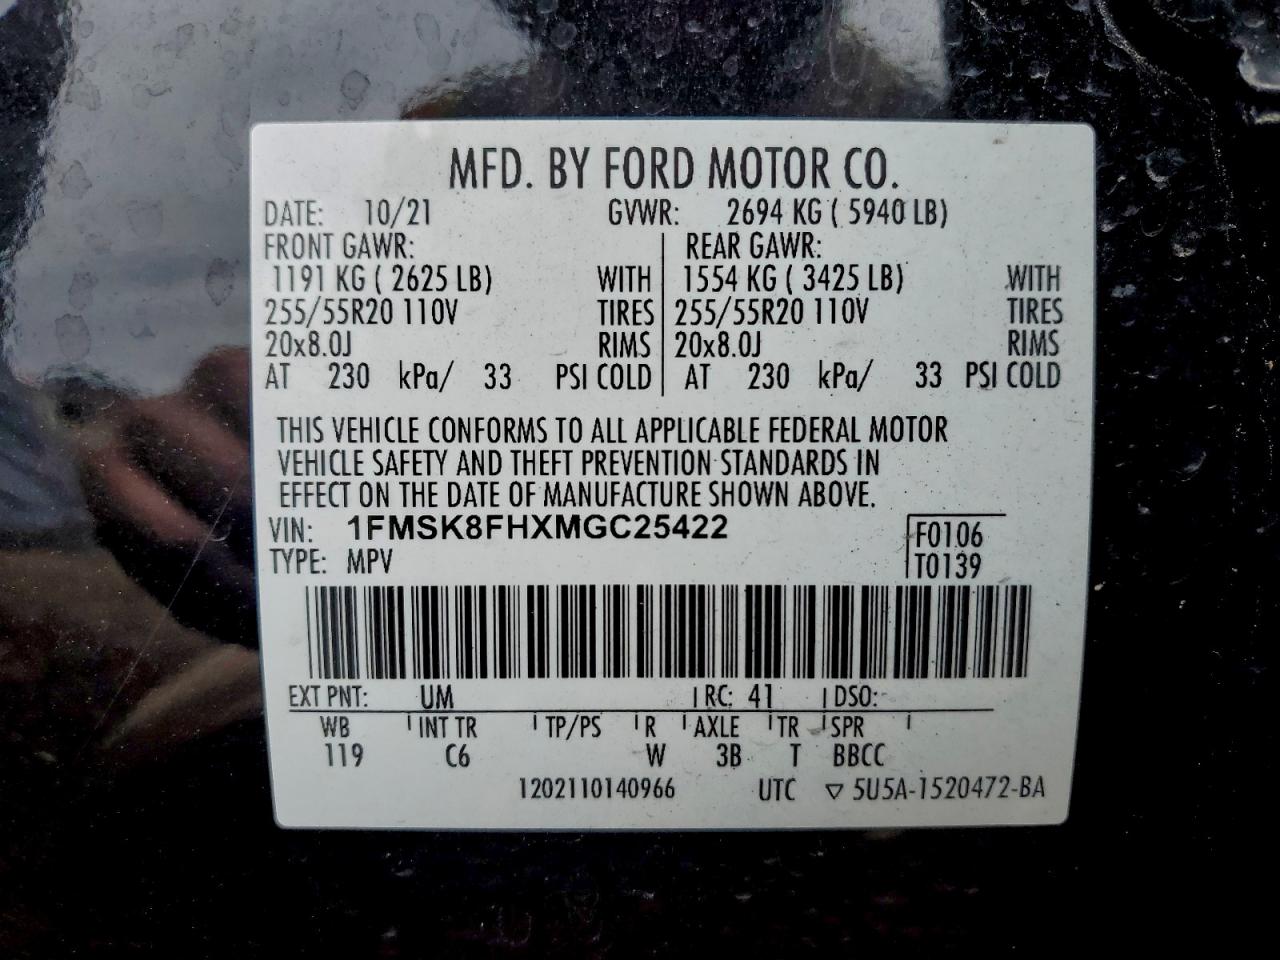 MFD. BY FORD MOTOR CO.
DATE: 10/21 GVWR: 2694 KG ( 5940 LB)
FRONT GAWR: REAR GAWR:
1191 KG ( 2625 LB) WITH 1554 KG ( 3425 LB) WITH
255/55R20 110V TIRES 255/55R20 110V TIRES
20x8.0J RIMS 20x8.0J RIMS
AT 230 kPa/ 33 PSI COLD AT 230 kPa/ 33 PSI COLD
THIS VEHICLE CONFORMS TO ALL APPLICABLE FEDERAL MOTOR
VEHICLE SAFETY AND THEFT PREVENTION STANDARDS IN
EFFECT ON THE DATE OF MANUFACTURE SHOWN ABOVE.
VIN: 1FMSK8FHXMGC25422 F0106
TYPE: MPV T0139
EXT PNT: UM RC: 41 DSO:
WB INT TR TP/PS R AXLE TR SPR
119 C6 W 3B T BBCC
1202110140966 UTC ▽ 5U5A-1520472-BA